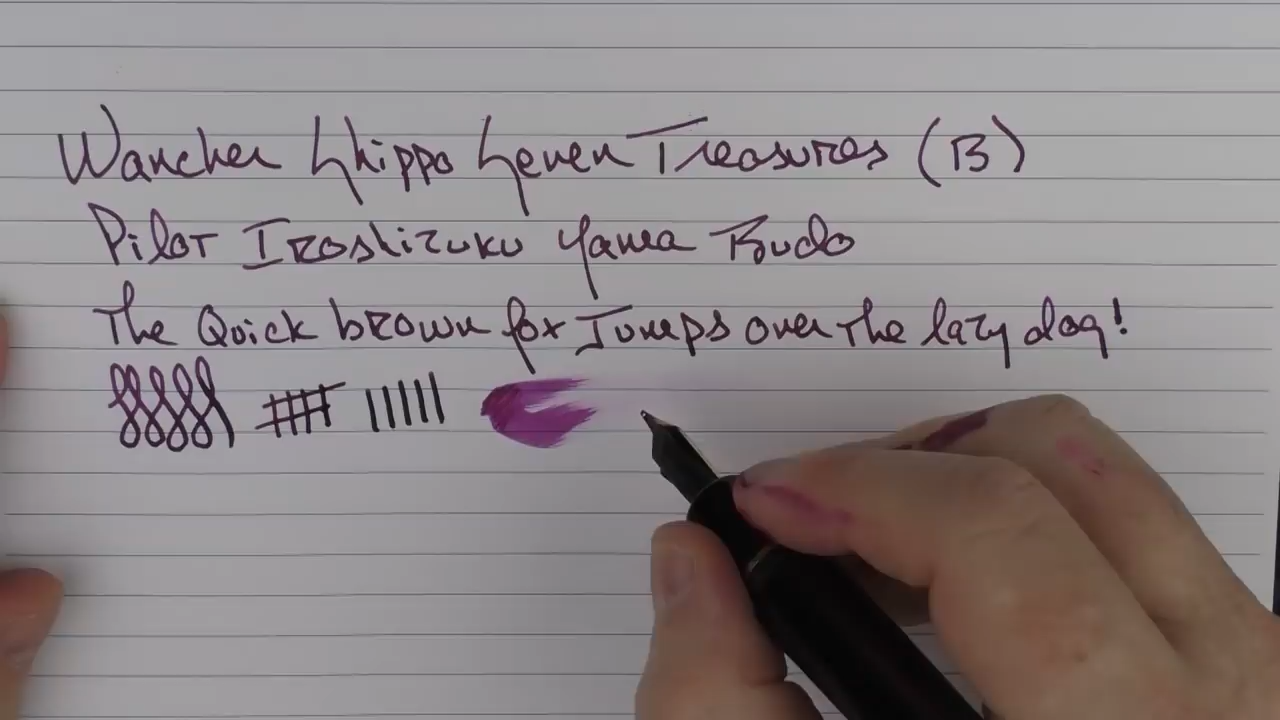 Wancher Shippo Seven Treasures (B)
Pilot Iroshizuku Yama Budo
The Quick brown fox Jumps over the lazy dog!